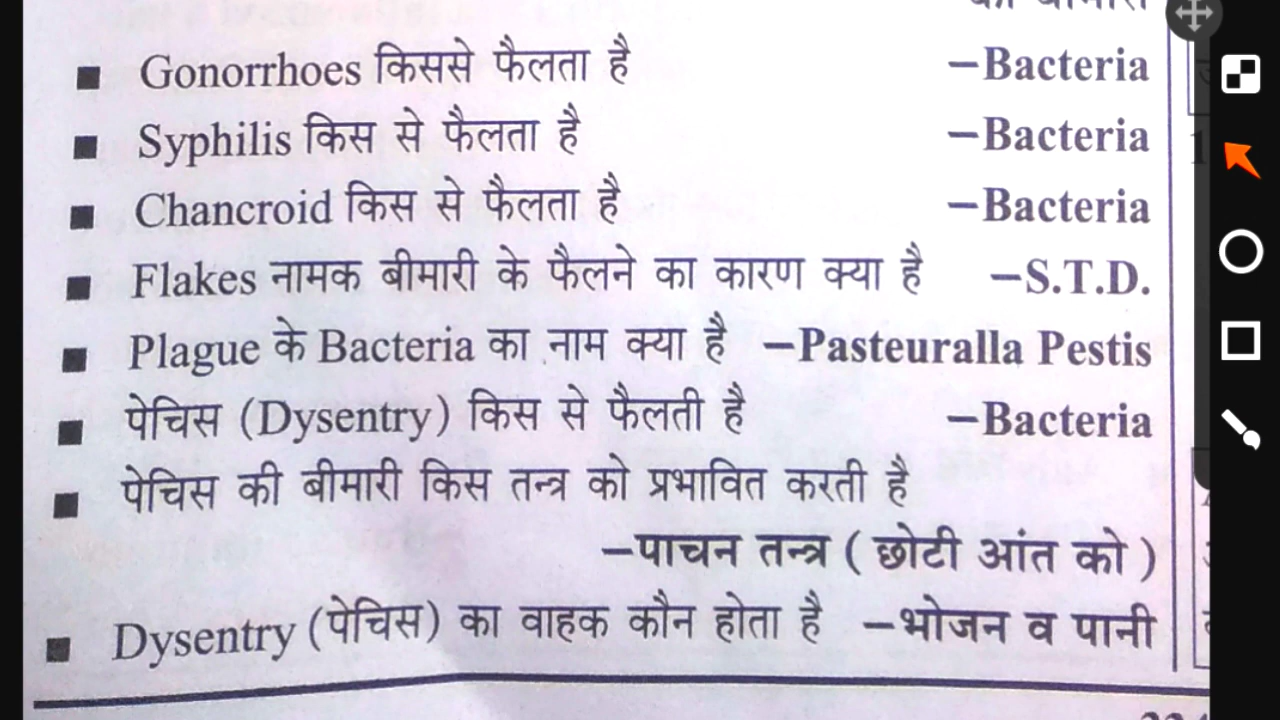 ■ Gonorrhoes किससे फैलता है –Bacteria
■ Syphilis किस से फैलता है –Bacteria
■ Chancroid किस से फैलता है –Bacteria
■ Flakes नामक बीमारी के फैलने का कारण क्या है –S.T.D.
■ Plague के Bacteria का नाम क्या है –Pasteuralla Pestis
■ पेचिस (Dysentry) किस से फैलती है –Bacteria
■ पेचिस की बीमारी किस तन्त्र को प्रभावित करती है
–पाचन तन्त्र ( छोटी आंत को )
■ Dysentry (पेचिस) का वाहक कौन होता है –भोजन व पानी